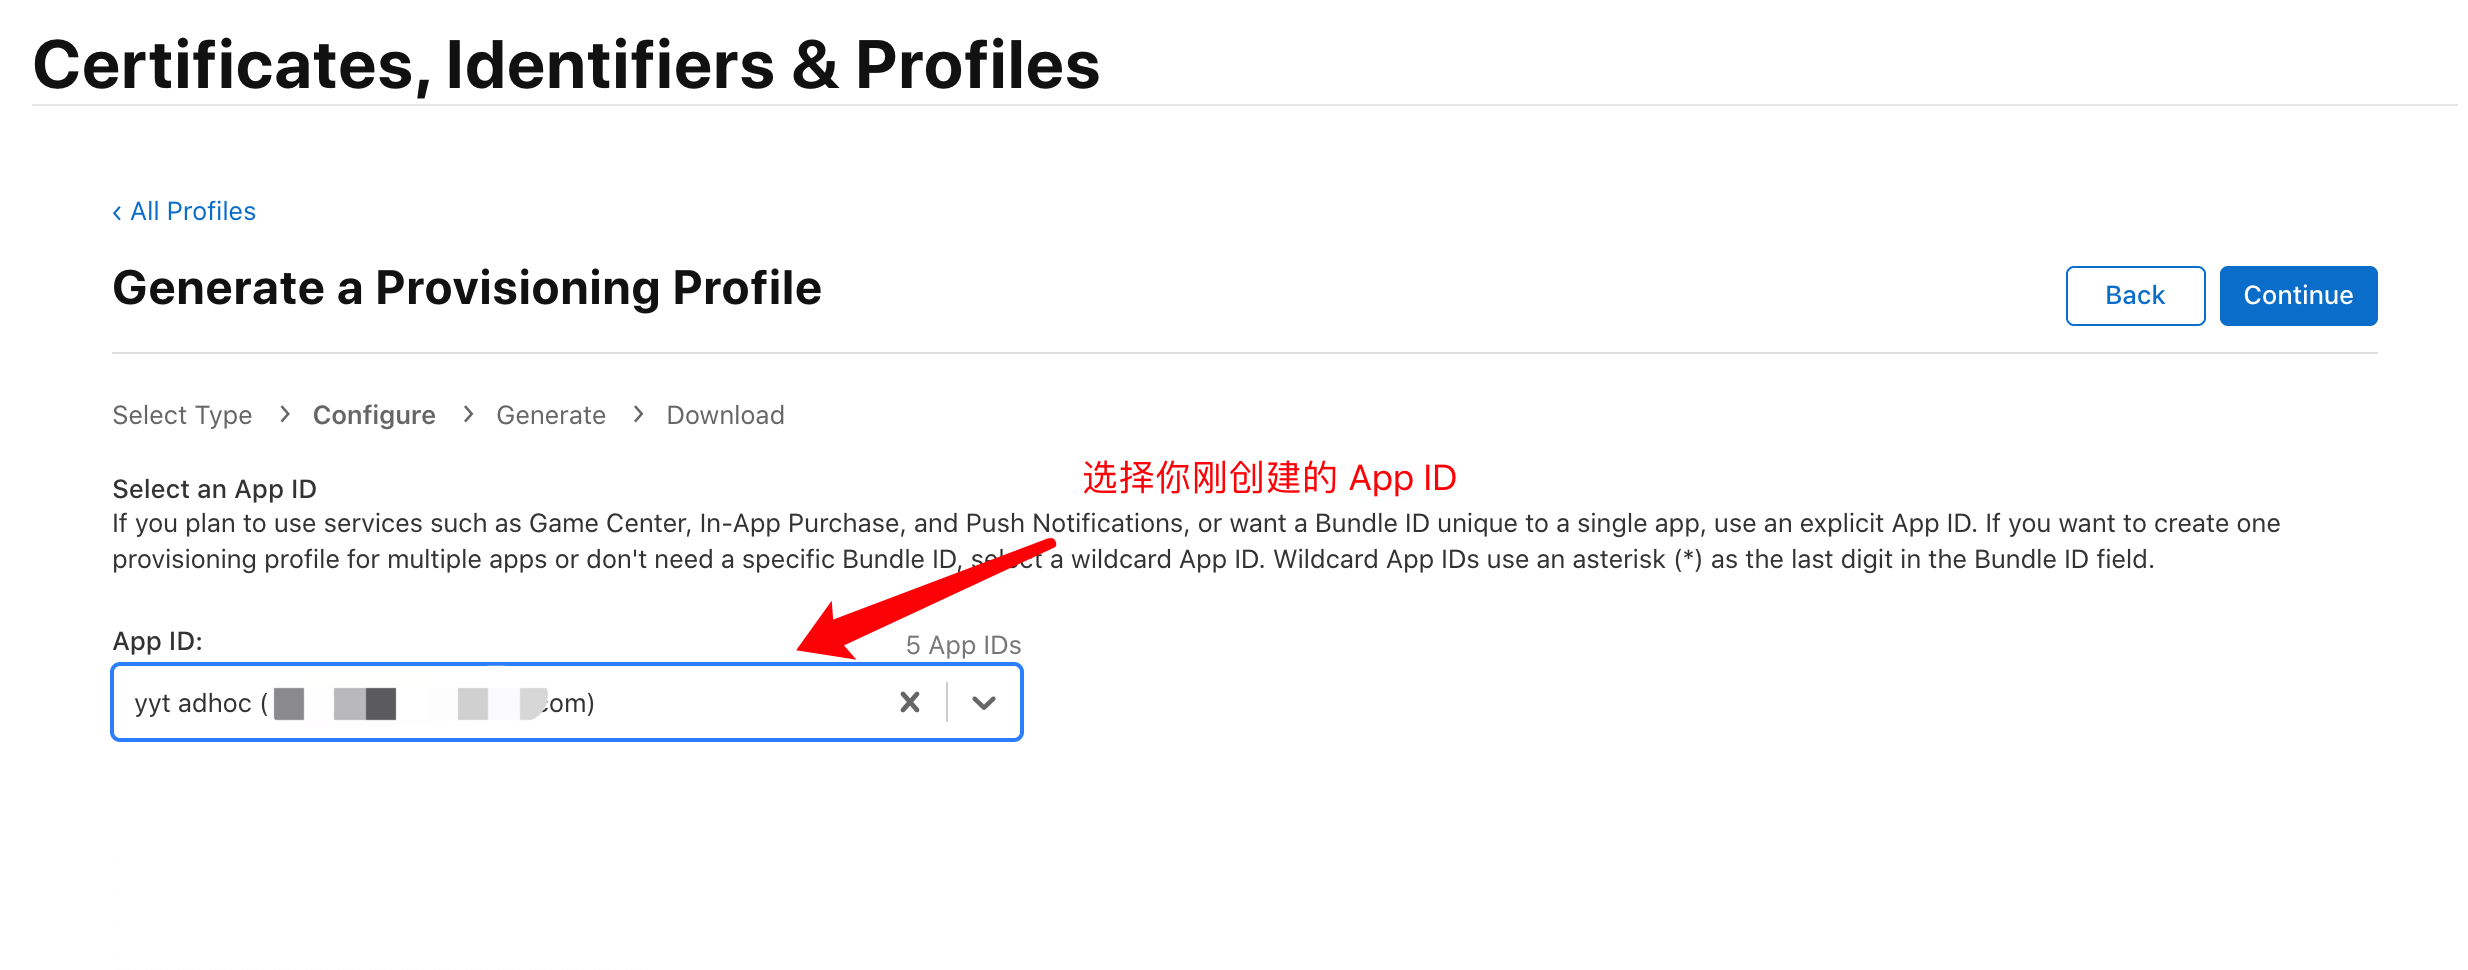 Certificates, Identifiers & Profiles
‹ All Profiles
Generate a Provisioning Profile
Back
Continue
Select Type > Configure > Generate > Download
选择你刚创建的 App ID
Select an App ID
If you plan to use services such as Game Center, In-App Purchase, and Push Notifications, or want a Bundle ID unique to a single app, use an explicit App ID. If you want to create one
provisioning profile for multiple apps or don't need a specific Bundle ID, select a wildcard App ID. Wildcard App IDs use an asterisk (*) as the last digit in the Bundle ID field.
App ID:
5 App IDs
yyt adhoc ( com)